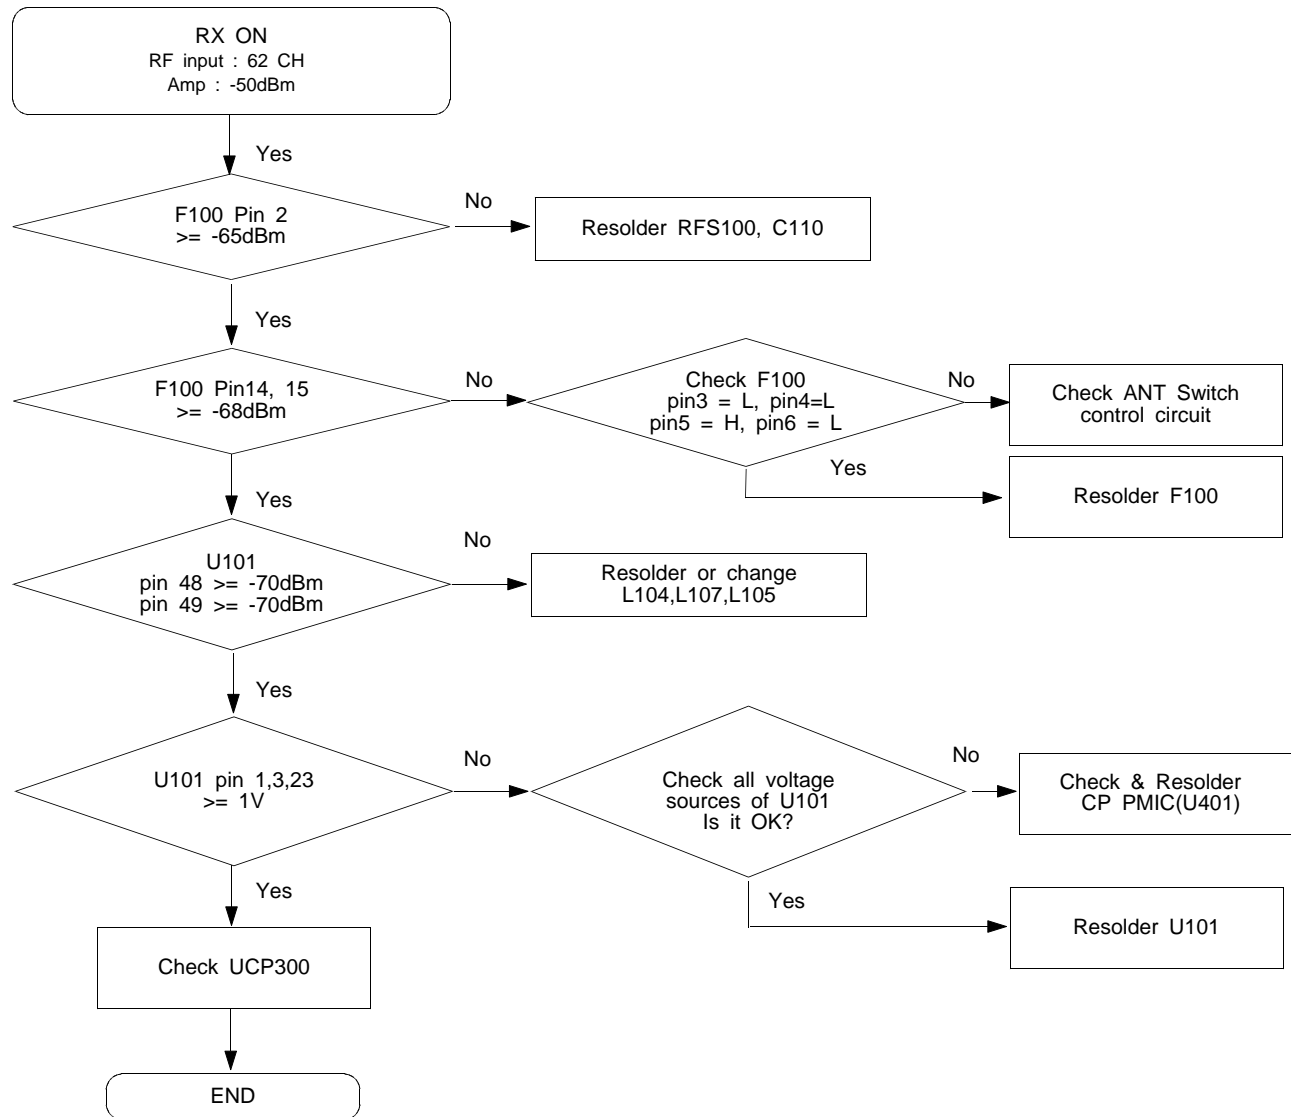 RX ON
RF input : 62 CH
Amp : -50dBm
Yes
F100 Pin 2
>= -65dBm
No
Resolder RFS100, C110
Yes
F100 Pin14, 15
>= -68dBm
No
Check F100
pin3 = L, pin4=L
pin5 = H, pin6 = L
No
Check ANT Switch
control circuit
Yes
Resolder F100
Yes
U101
pin 48 >= -70dBm
pin 49 >= -70dBm
No
Resolder or change
L104,L107,L105
Yes
U101 pin 1,3,23
>= 1V
No
Check all voltage
sources of U101
Is it OK?
No
Check & Resolder
CP PMIC(U401)
Yes
Resolder U101
Yes
Check UCP300
END